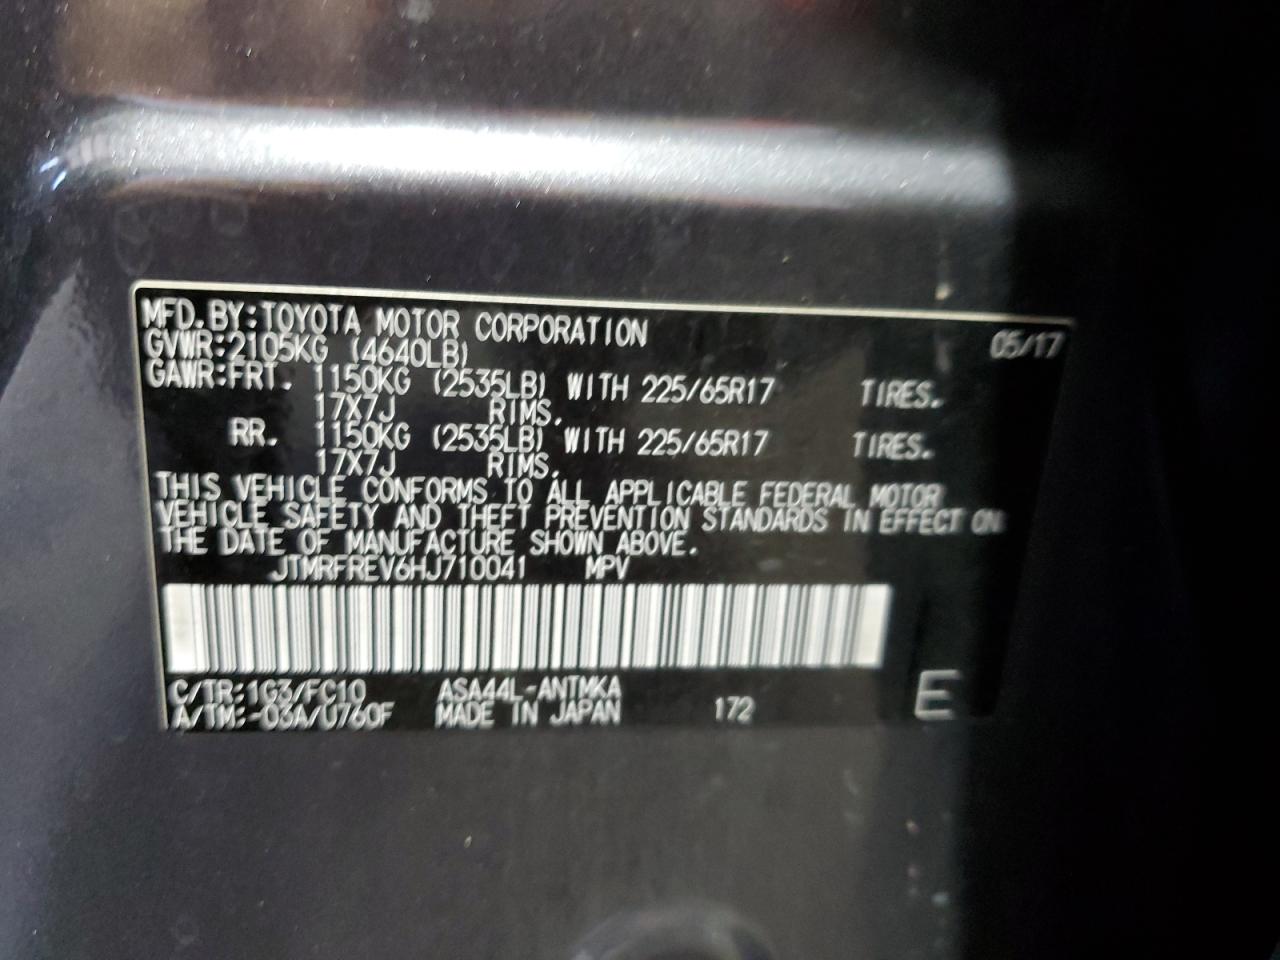 MFD. BY: TOYOTA MOTOR CORPORATION 05/17
GVWR: 2105KG (4640LB)
GAWR: FRT. 1150KG (2535LB) WITH 225/65R17 TIRES.
17X7J RIMS.
RR. 1150KG (2535LB) WITH 225/65R17 TIRES.
17X7J RIMS.
THIS VEHICLE CONFORMS TO ALL APPLICABLE FEDERAL MOTOR
VEHICLE SAFETY AND THEFT PREVENTION STANDARDS IN EFFECT ON
THE DATE OF MANUFACTURE SHOWN ABOVE.
JTMRFREV6HJ710041 MPV
C/TR: 1G3/FC10 ASA44L-ANTMKA
A/TM: -03A/U760F MADE IN JAPAN 172 E